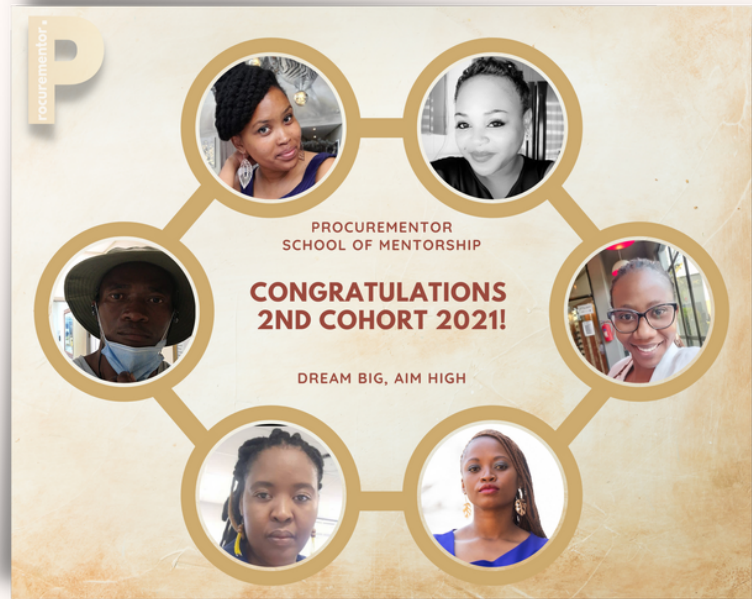 Procurementor.
PROCUREMENTOR
SCHOOL OF MENTORSHIP
CONGRATULATIONS
2ND COHORT 2021!
DREAM BIG, AIM HIGH